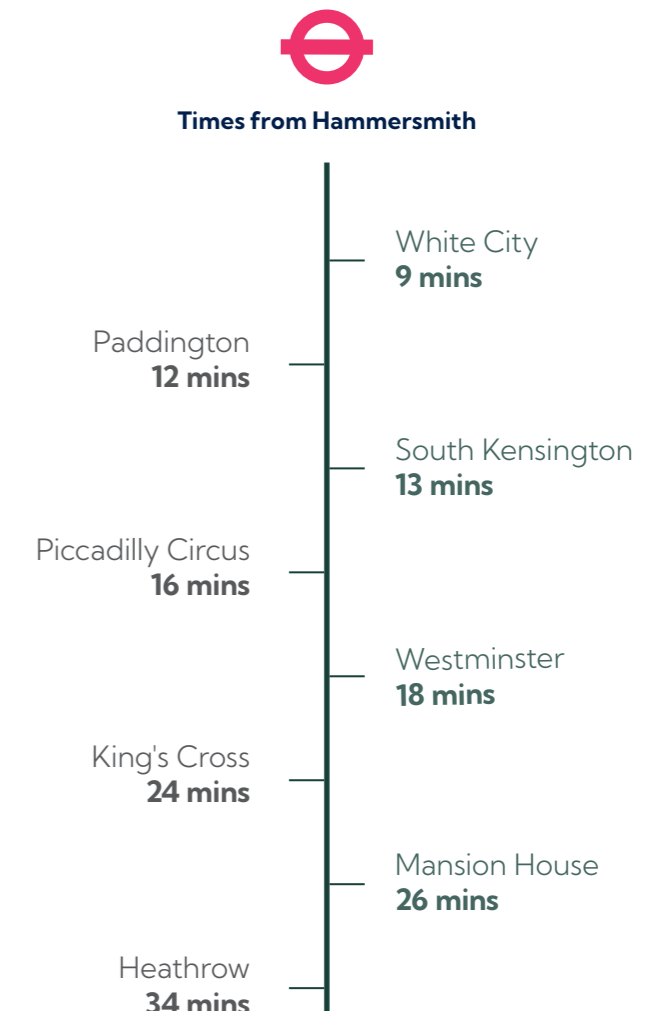 Times from Hammersmith
White City
9 mins
Paddington
12 mins
South Kensington
13 mins
Piccadilly Circus
16 mins
Westminster
18 mins
King's Cross
24 mins
Mansion House
26 mins
Heathrow
34 mins